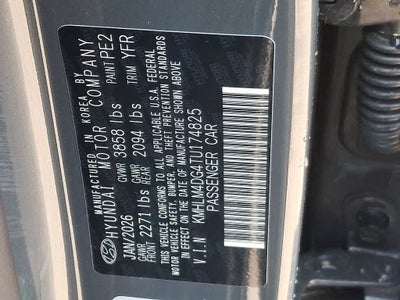 MANUFACTURED IN KOREA BY
HYUNDAI MOTOR COMPANY
JAN/2026 GVWR 3858 lbs PAINT PE2
GAWR FRONT 2271 lbs GAWR REAR 2094 lbs TRIM YFR
THIS VEHICLE CONFORMS TO ALL APPLICABLE U.S.A. FEDERAL
MOTOR VEHICLE SAFETY, BUMPER, AND THEFT PREVENTION STANDARDS
IN EFFECT ON THE DATE OF MANUFACTURE SHOWN ABOVE
V.I.N KMHLM4DG4TU174825
PASSENGER CAR